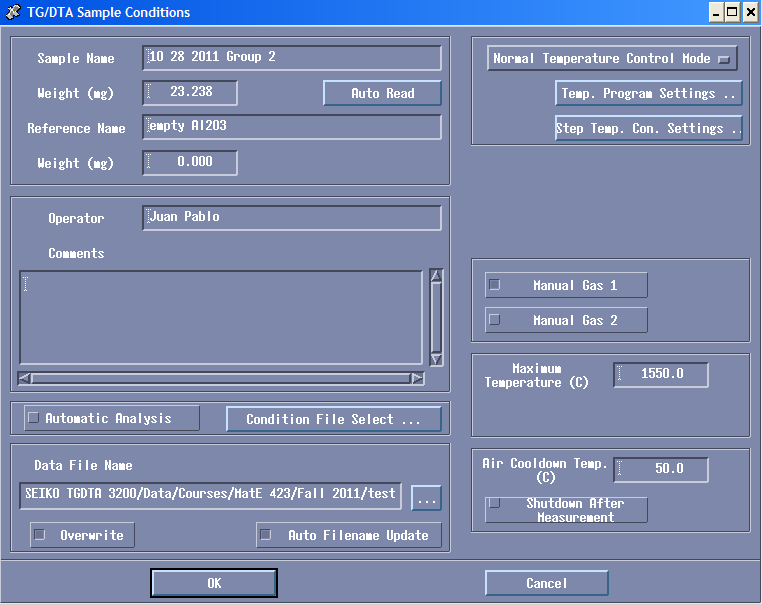 TG/DTA Sample Conditions
Sample Name 10 28 2011 Group 2
Weight (mg) 23.238 Auto Read
Reference Name empty Al2O3
Weight (mg) 0.000
Operator Juan Pablo
Comments
Automatic Analysis Condition File Select ...
Data File Name
SEIKO TGDTA 3200/Data/Courses/MatE 423/Fall 2011/test ...
Overwrite Auto Filename Update
Normal Temperature Control Mode
Temp. Program Settings ..
Step Temp. Con. Settings ..
Manual Gas 1
Manual Gas 2
Maximum
Temperature (C) 1550.0
Air Cooldown Temp.
(C) 50.0
Shutdown After
Measurement
OK Cancel